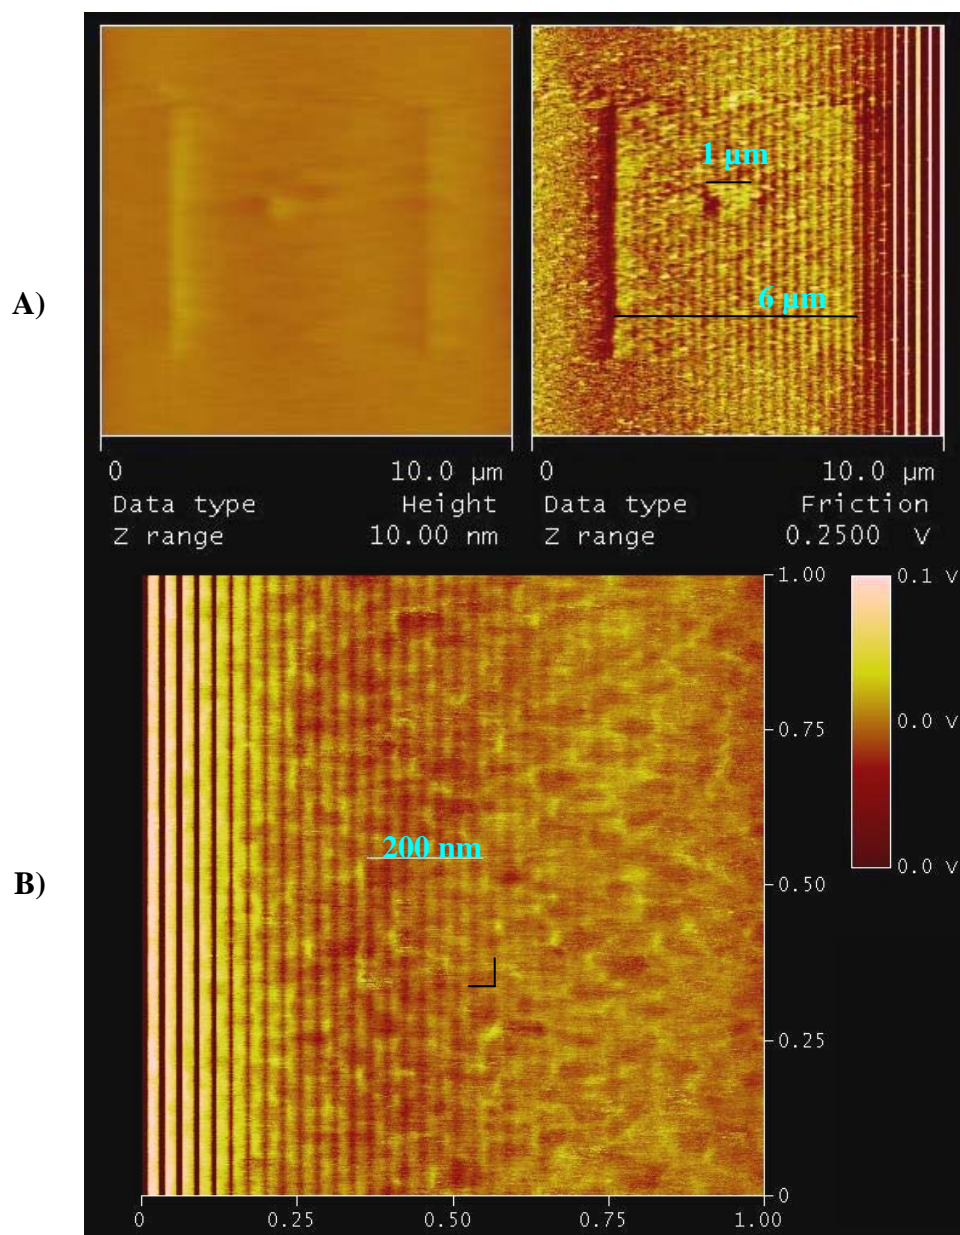 A)
1 µm
6 µm
0 10.0 µm
Data type Height
Z range 10.00 nm
0 10.0 µm
Data type Friction
Z range 0.2500 V
B)
200 nm
1.00
0.75
0.50
0.25
0
0 0.25 0.50 0.75 1.00
0.1 V
0.0 V
0.0 V